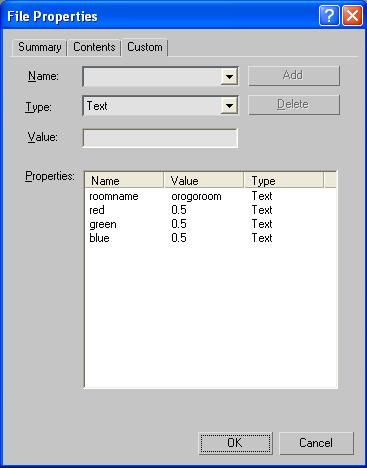 File Properties
Summary Contents Custom
Name: Add
Type: Text Delete
Value:
Properties: Name Value Type
roomname orogoroom Text
red 0.5 Text
green 0.5 Text
blue 0.5 Text
OK Cancel